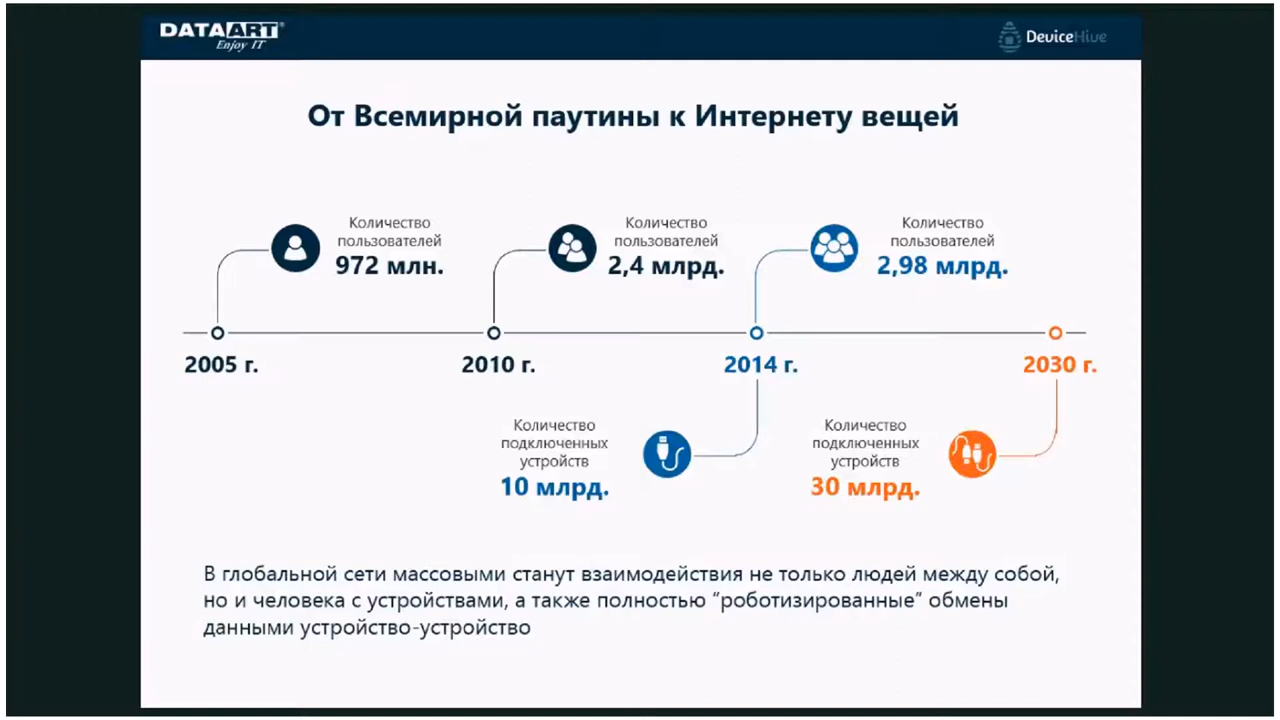 DATAART®
Enjoy IT
DeviceHive
От Всемирной паутины к Интернету вещей
Количество
пользователей
972 млн.
Количество
пользователей
2,4 млрд.
Количество
пользователей
2,98 млрд.
2005 г.
2010 г.
2014 г.
2030 г.
Количество
подключенных
устройств
10 млрд.
Количество
подключенных
устройств
30 млрд.
В глобальной сети массовыми станут взаимодействия не только людей между собой,
но и человека с устройствами, а также полностью “роботизированные” обмены
данными устройство-устройство